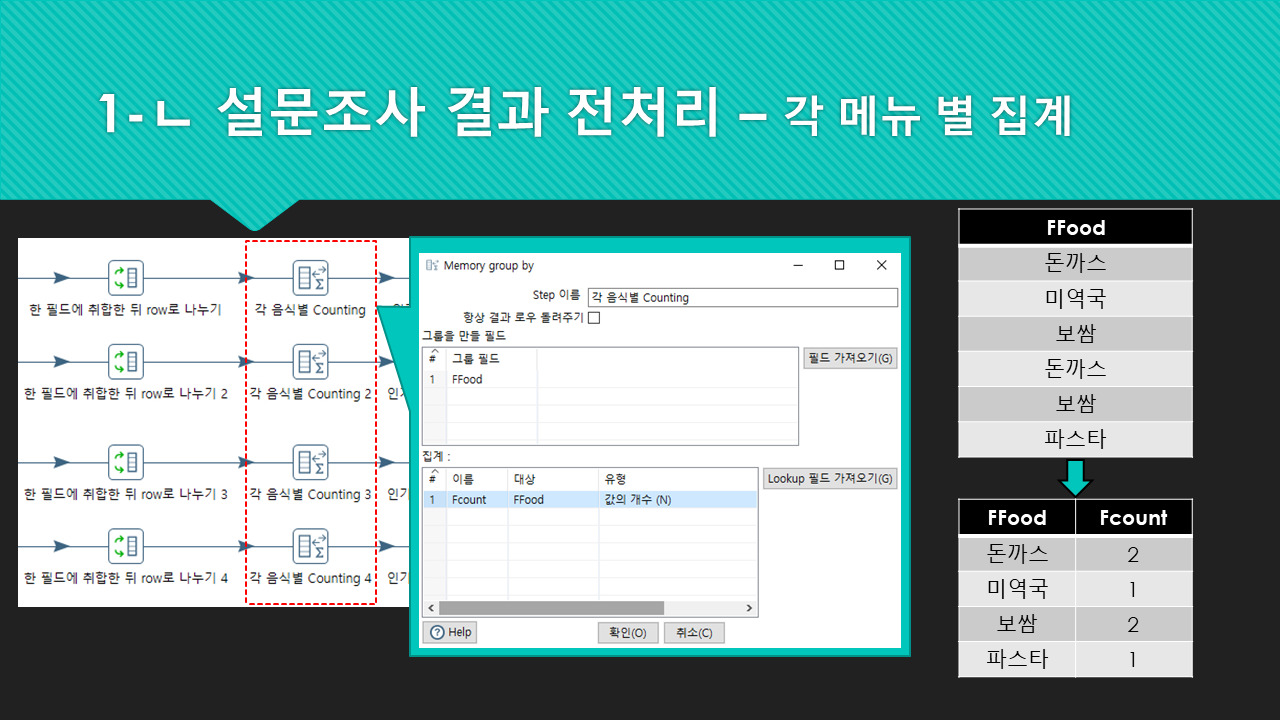 1-ㄴ 설문조사 결과 전처리 – 각 메뉴 별 집계
한 필드에 취합한 뒤 row로 나누기
각 음식별 Counting
한 필드에 취합한 뒤 row로 나누기 2
각 음식별 Counting 2
한 필드에 취합한 뒤 row로 나누기 3
각 음식별 Counting 3
인기
한 필드에 취합한 뒤 row로 나누기 4
각 음식별 Counting 4
인기
Memory group by
Step 이름
각 음식별 Counting
항상 결과 로우 돌려주기
그룹을 만들 필드
# 그룹 필드
필드 가져오기(G)
1 FFood
집계 :
# 이름 대상 유형
Lookup 필드 가져오기(G)
1 Fcount FFood 값의 개수 (N)
Help
확인(O)
취소(C)
FFood
돈까스
미역국
보쌈
돈까스
보쌈
파스타
FFood Fcount
돈까스 2
미역국 1
보쌈 2
파스타 1